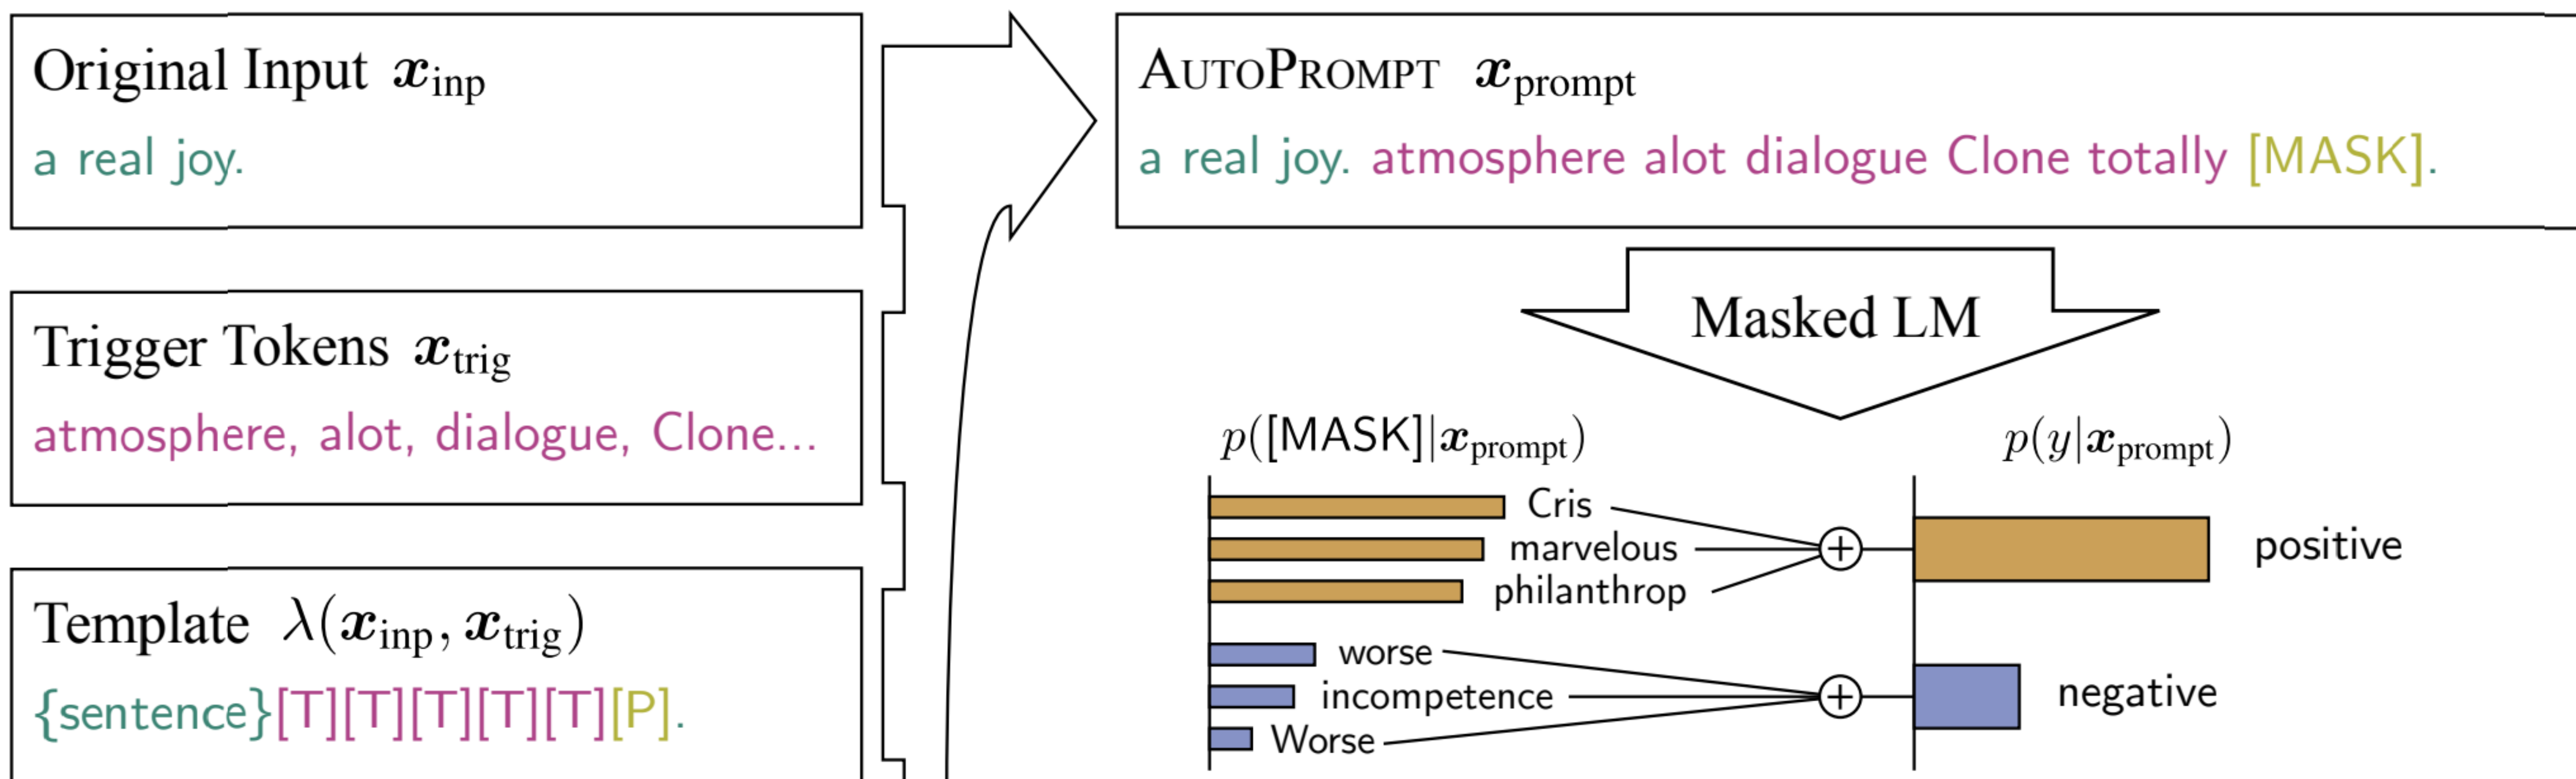 Original Input x_inp
a real joy.
Trigger Tokens x_trig
atmosphere, alot, dialogue, Clone...
Template λ(x_inp, x_trig)
{sentence}[T][T][T][T][T][P].
AUTOPROMPT x_prompt
a real joy. atmosphere alot dialogue Clone totally [MASK].
Masked LM
p([MASK]|x_prompt)
Cris
marvelous
philanthrop
worse
incompetence
Worse
p(y|x_prompt)
positive
negative